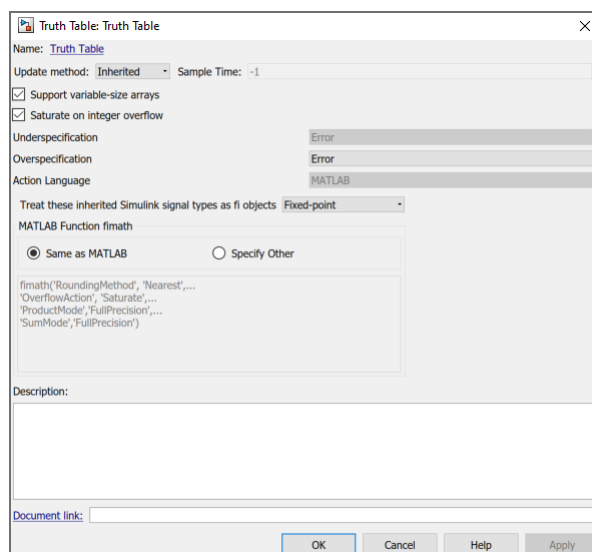 Truth Table: Truth Table
Name: Truth Table
Update method: Inherited Sample Time: -1
Support variable-size arrays
Saturate on integer overflow
Underspecification Error
Overspecification Error
Action Language MATLAB
Treat these inherited Simulink signal types as fi objects Fixed-point
MATLAB Function fimath
Same as MATLAB Specify Other
fimath('RoundingMethod', 'Nearest',...
'OverflowAction', 'Saturate',...
'ProductMode','FullPrecision',...
'SumMode','FullPrecision')
Description:
Document link:
OK Cancel Help Apply